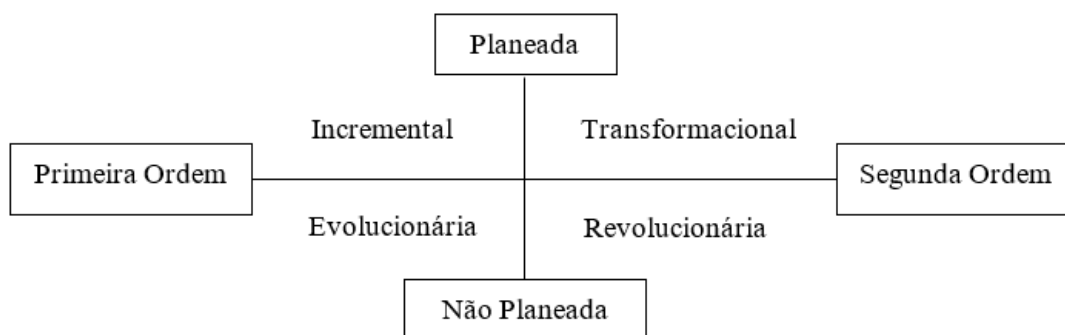 Planeada
Incremental
Transformacional
Primeira Ordem
Segunda Ordem
Evolucionária
Revolucionária
Não Planeada